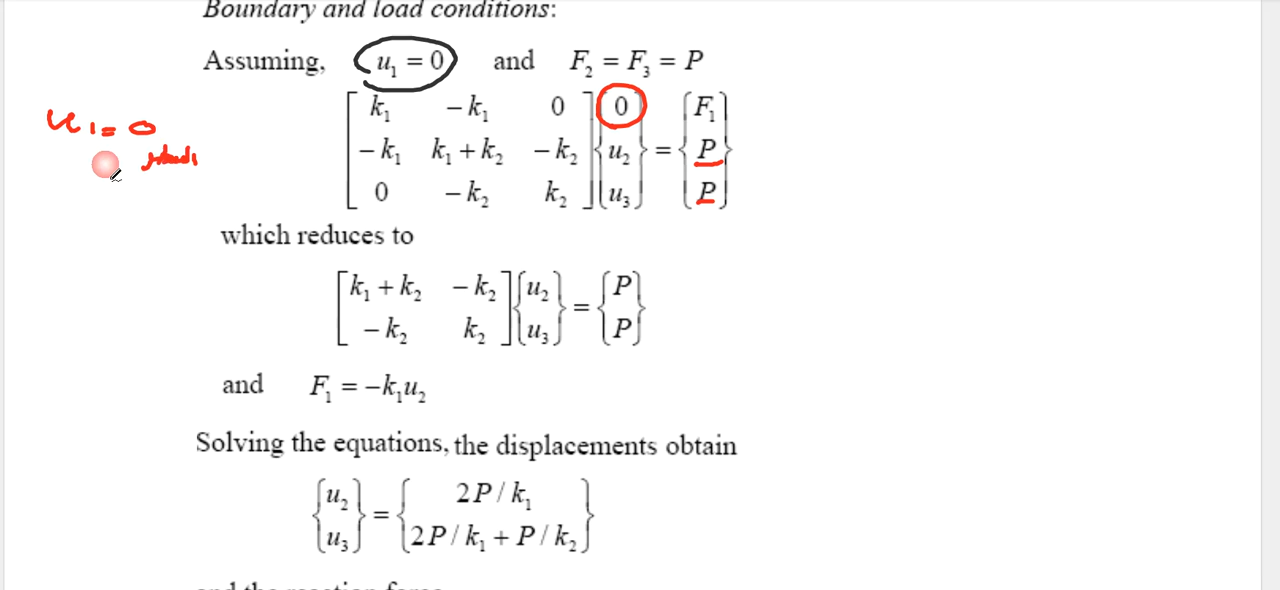 Boundary and load conditions:
Assuming, u₁ = 0 and F₂ = F₃ = P
[k₁ −k₁ 0] {0} {F₁}
[−k₁ k₁ + k₂ −k₂] {u₂} = {P}
[0 −k₂ k₂] {u₃} {P}
u₁ = 0
which reduces to
[k₁ + k₂ −k₂] {u₂} = {P}
[−k₂ k₂] {u₃} {P}
and F₁ = −k₁u₂
Solving the equations, the displacements obtain
{u₂} = {2P / k₁}
{u₃} {2P / k₁ + P / k₂}